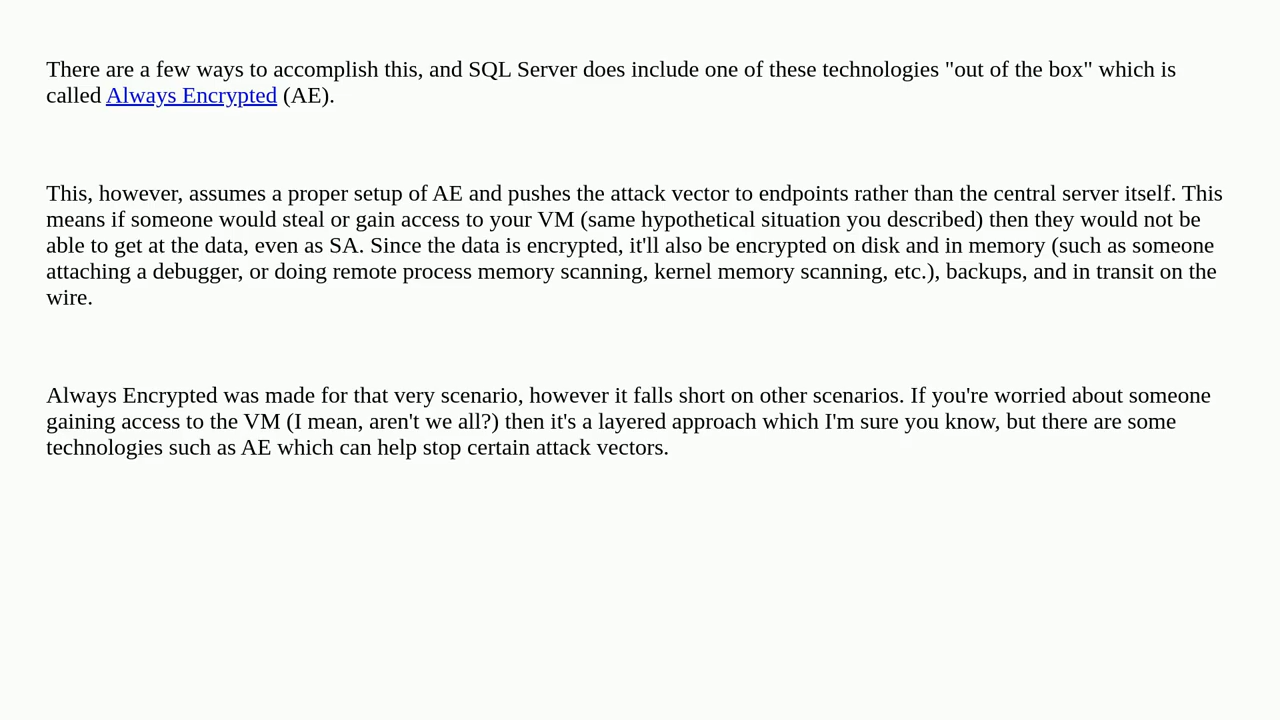 There are a few ways to accomplish this, and SQL Server does include one of these technologies "out of the box" which is
called Always Encrypted (AE).
This, however, assumes a proper setup of AE and pushes the attack vector to endpoints rather than the central server itself. This
means if someone would steal or gain access to your VM (same hypothetical situation you described) then they would not be
able to get at the data, even as SA. Since the data is encrypted, it'll also be encrypted on disk and in memory (such as someone
attaching a debugger, or doing remote process memory scanning, kernel memory scanning, etc.), backups, and in transit on the
wire.
Always Encrypted was made for that very scenario, however it falls short on other scenarios. If you're worried about someone
gaining access to the VM (I mean, aren't we all?) then it's a layered approach which I'm sure you know, but there are some
technologies such as AE which can help stop certain attack vectors.